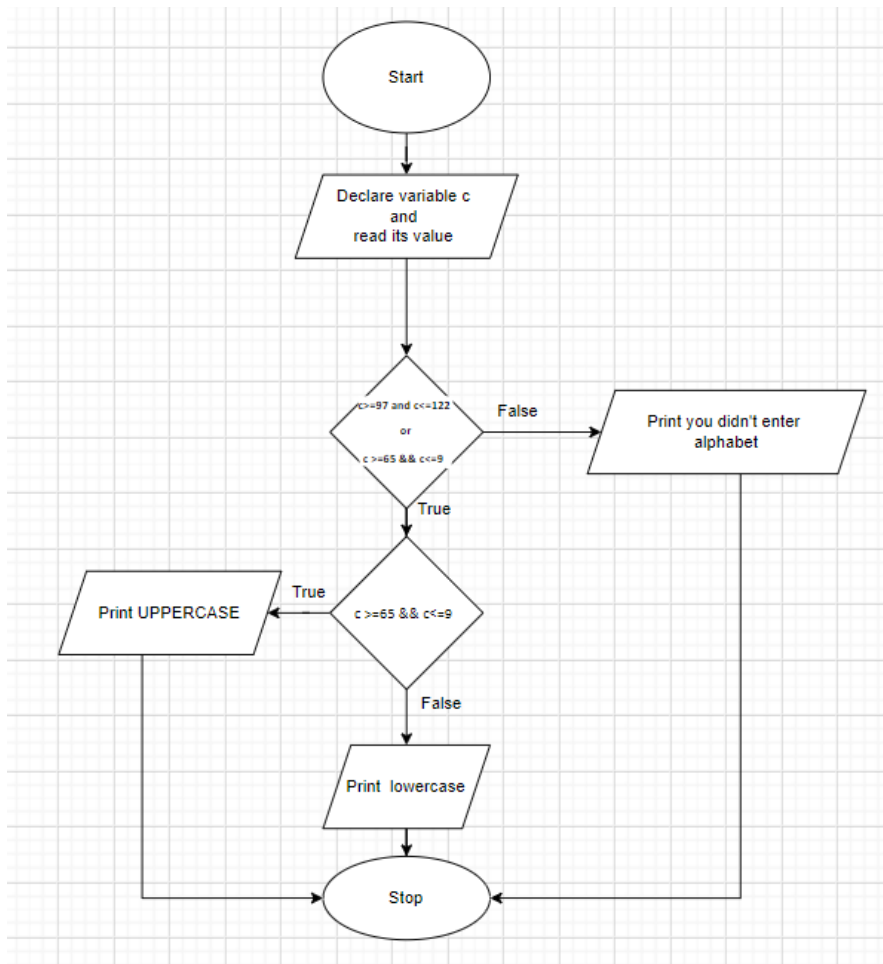 Start
Declare variable c
and
read its value
c>=97 and c<=122
or
c >=65 && c<=9
False
Print you didn't enter
alphabet
True
c >=65 && c<=9
True
Print UPPERCASE
False
Print lowercase
Stop